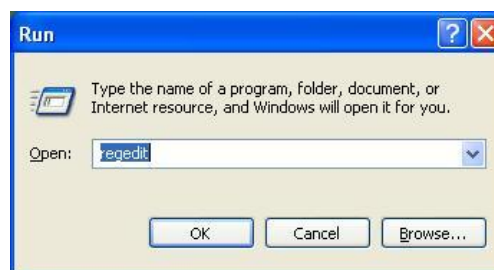 Run
Type the name of a program, folder, document, or
Internet resource, and Windows will open it for you.
Open: regedit
OK Cancel Browse...